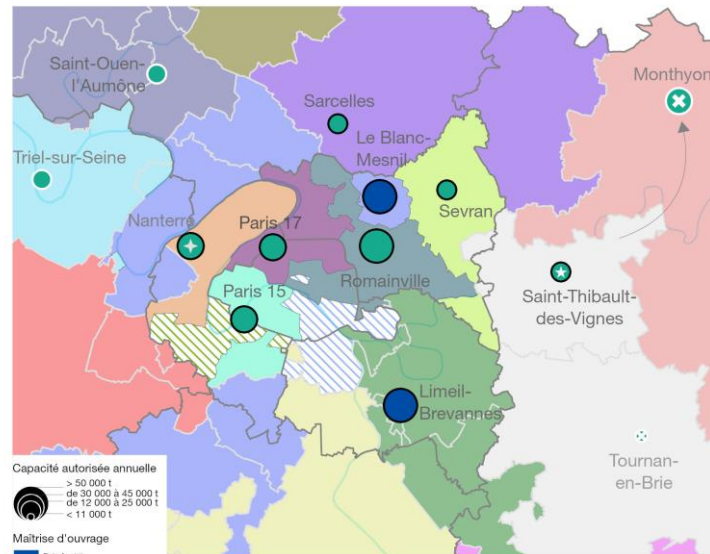 Saint-Ouen-
l'Aumône
Monthyon
Sarcelles
Le Blanc-
Mesnil
Triel-sur-Seine
Sevran
Nanterre
Paris 17
Romainville
Paris 15
Saint-Thibault-
des-Vignes
Limeil-
Brevannes
Tournan-
en-Brie
Capacité autorisée annuelle
> 50 000 t
de 30 000 à 45 000 t
de 12 000 à 25 000 t
< 11 000 t
Maîtrise d'ouvrage